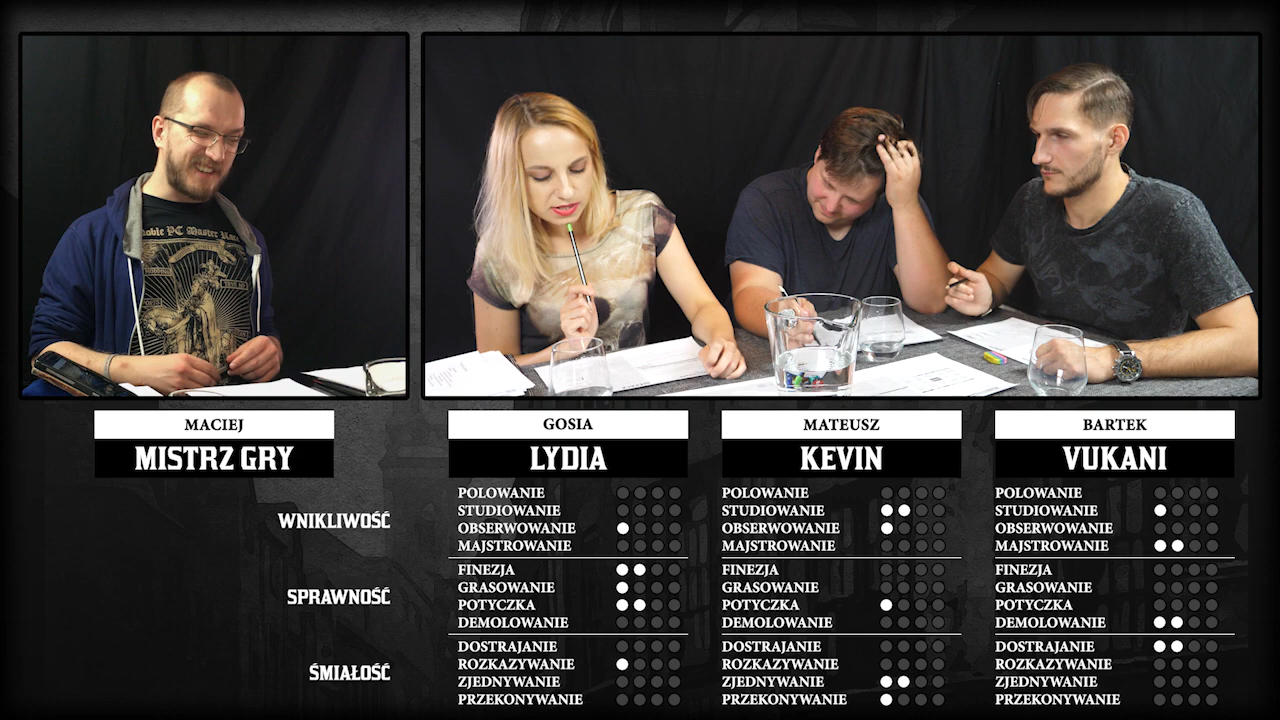 MACIEJ
MISTRZ GRY
GOSIA
LYDIA
MATEUSZ
KEVIN
BARTEK
VUKANI
WNIKLIWOŚĆ
SPRAWNOŚĆ
ŚMIAŁOŚĆ
POLOWANIE
STUDIOWANIE
OBSERWOWANIE
MAJSTROWANIE
FINEZJA
GRASOWANIE
POTYCZKA
DEMOLOWANIE
DOSTRAJANIE
ROZKAZYWANIE
ZJEDNYWANIE
PRZEKONYWANIE
POLOWANIE
STUDIOWANIE
OBSERWOWANIE
MAJSTROWANIE
FINEZJA
GRASOWANIE
POTYCZKA
DEMOLOWANIE
DOSTRAJANIE
ROZKAZYWANIE
ZJEDNYWANIE
PRZEKONYWANIE
POLOWANIE
STUDIOWANIE
OBSERWOWANIE
MAJSTROWANIE
FINEZJA
GRASOWANIE
POTYCZKA
DEMOLOWANIE
DOSTRAJANIE
ROZKAZYWANIE
ZJEDNYWANIE
PRZEKONYWANIE
PC Master